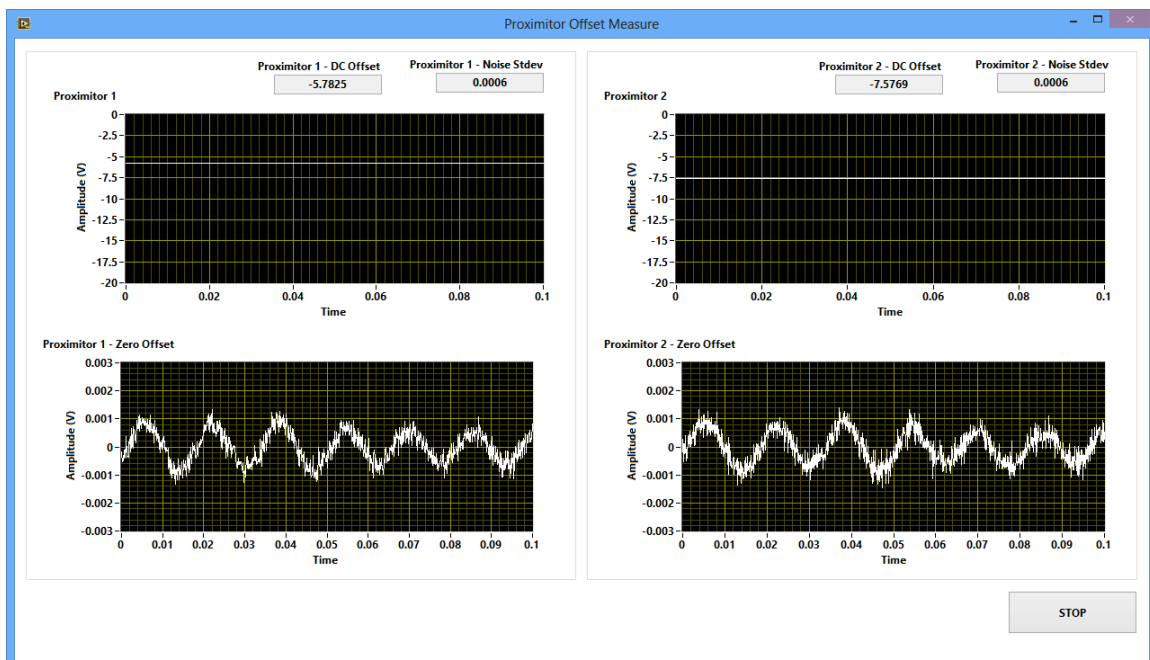 Proximitor Offset Measure
Proximitor 1 - DC Offset
-5.7825
Proximitor 1 - Noise Stdev
0.0006
Proximitor 1
Amplitude (V)
0
-2.5
-5
-7.5
-10
-12.5
-15
-17.5
-20
0 0.02 0.04 0.06 0.08 0.1
Time
Proximitor 1 - Zero Offset
Amplitude (V)
0.003
0.002
0.001
0
-0.001
-0.002
-0.003
0 0.01 0.02 0.03 0.04 0.05 0.06 0.07 0.08 0.09 0.1
Time
Proximitor 2 - DC Offset
-7.5769
Proximitor 2 - Noise Stdev
0.0006
Proximitor 2
Amplitude (V)
0
-2.5
-5
-7.5
-10
-12.5
-15
-17.5
-20
0 0.02 0.04 0.06 0.08 0.1
Time
Proximitor 2 - Zero Offset
Amplitude (V)
0.003
0.002
0.001
0
-0.001
-0.002
-0.003
0 0.01 0.02 0.03 0.04 0.05 0.06 0.07 0.08 0.09 0.1
Time
STOP